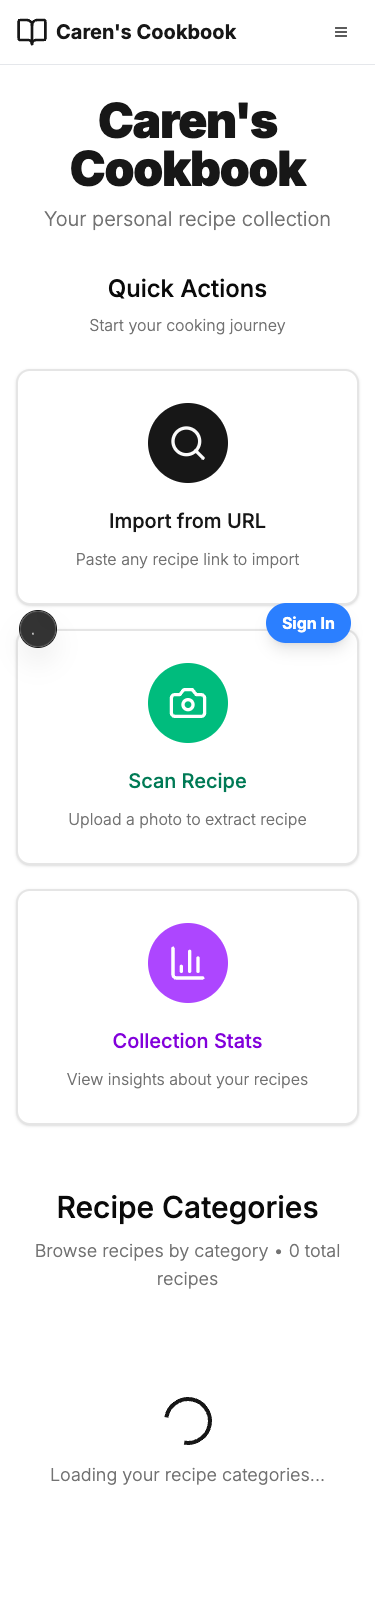 Caren's Cookbook
Caren's
Cookbook
Your personal recipe collection
Quick Actions
Start your cooking journey
Import from URL
Paste any recipe link to import
Sign In
Scan Recipe
Upload a photo to extract recipe
Collection Stats
View insights about your recipes
Recipe Categories
Browse recipes by category • 0 total
recipes
Loading your recipe categories...